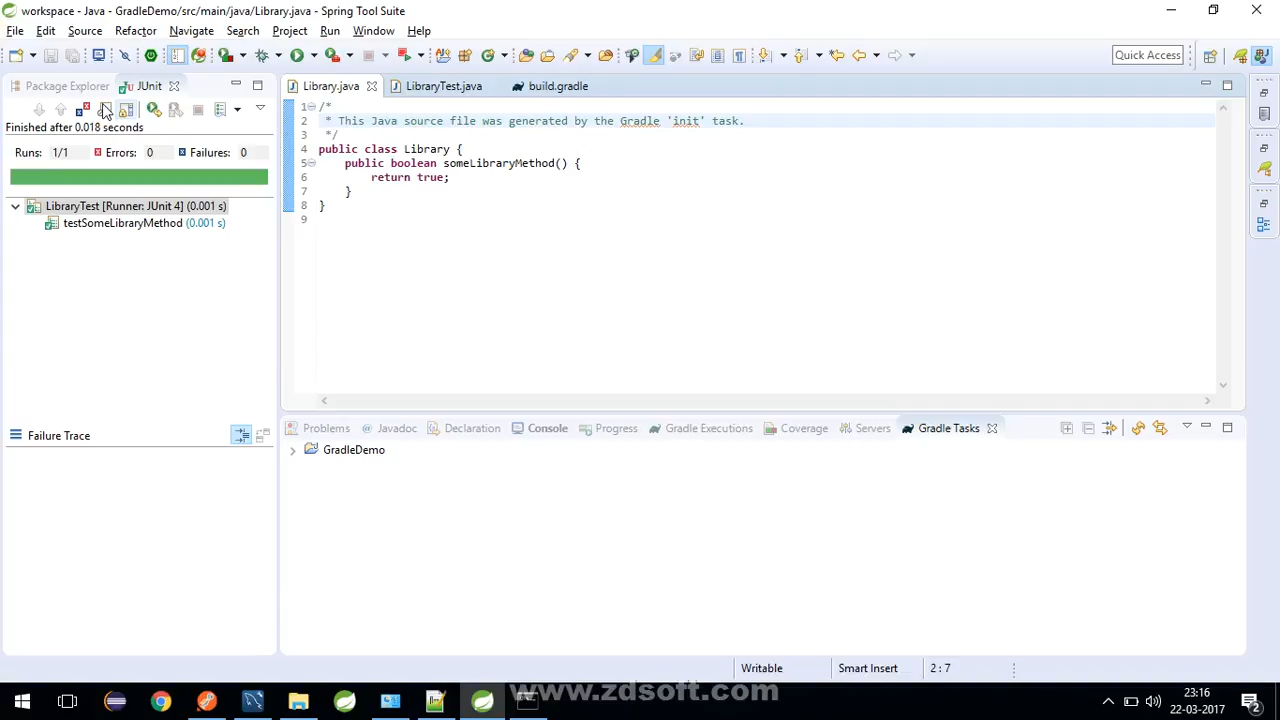 workspace - Java - GradleDemo/src/main/java/Library.java - Spring Tool Suite
File Edit Source Refactor Navigate Search Project Run Window Help
Quick Access
Package Explorer JUnit
Finished after 0.018 seconds
Runs: 1/1 Errors: 0 Failures: 0
LibraryTest [Runner: JUnit 4] (0.001 s)
testSomeLibraryMethod (0.001 s)
Failure Trace
Library.java LibraryTest.java build.gradle
1 /*
2 * This Java source file was generated by the Gradle 'init' task.
3 */
4 public class Library {
5 public boolean someLibraryMethod() {
6 return true;
7 }
8 }
9
Problems Javadoc Declaration Console Progress Gradle Executions Coverage Servers Gradle Tasks
GradleDemo
Writable Smart Insert 2 : 7
www.zdsoft.com
23:16
22-03-2017
2